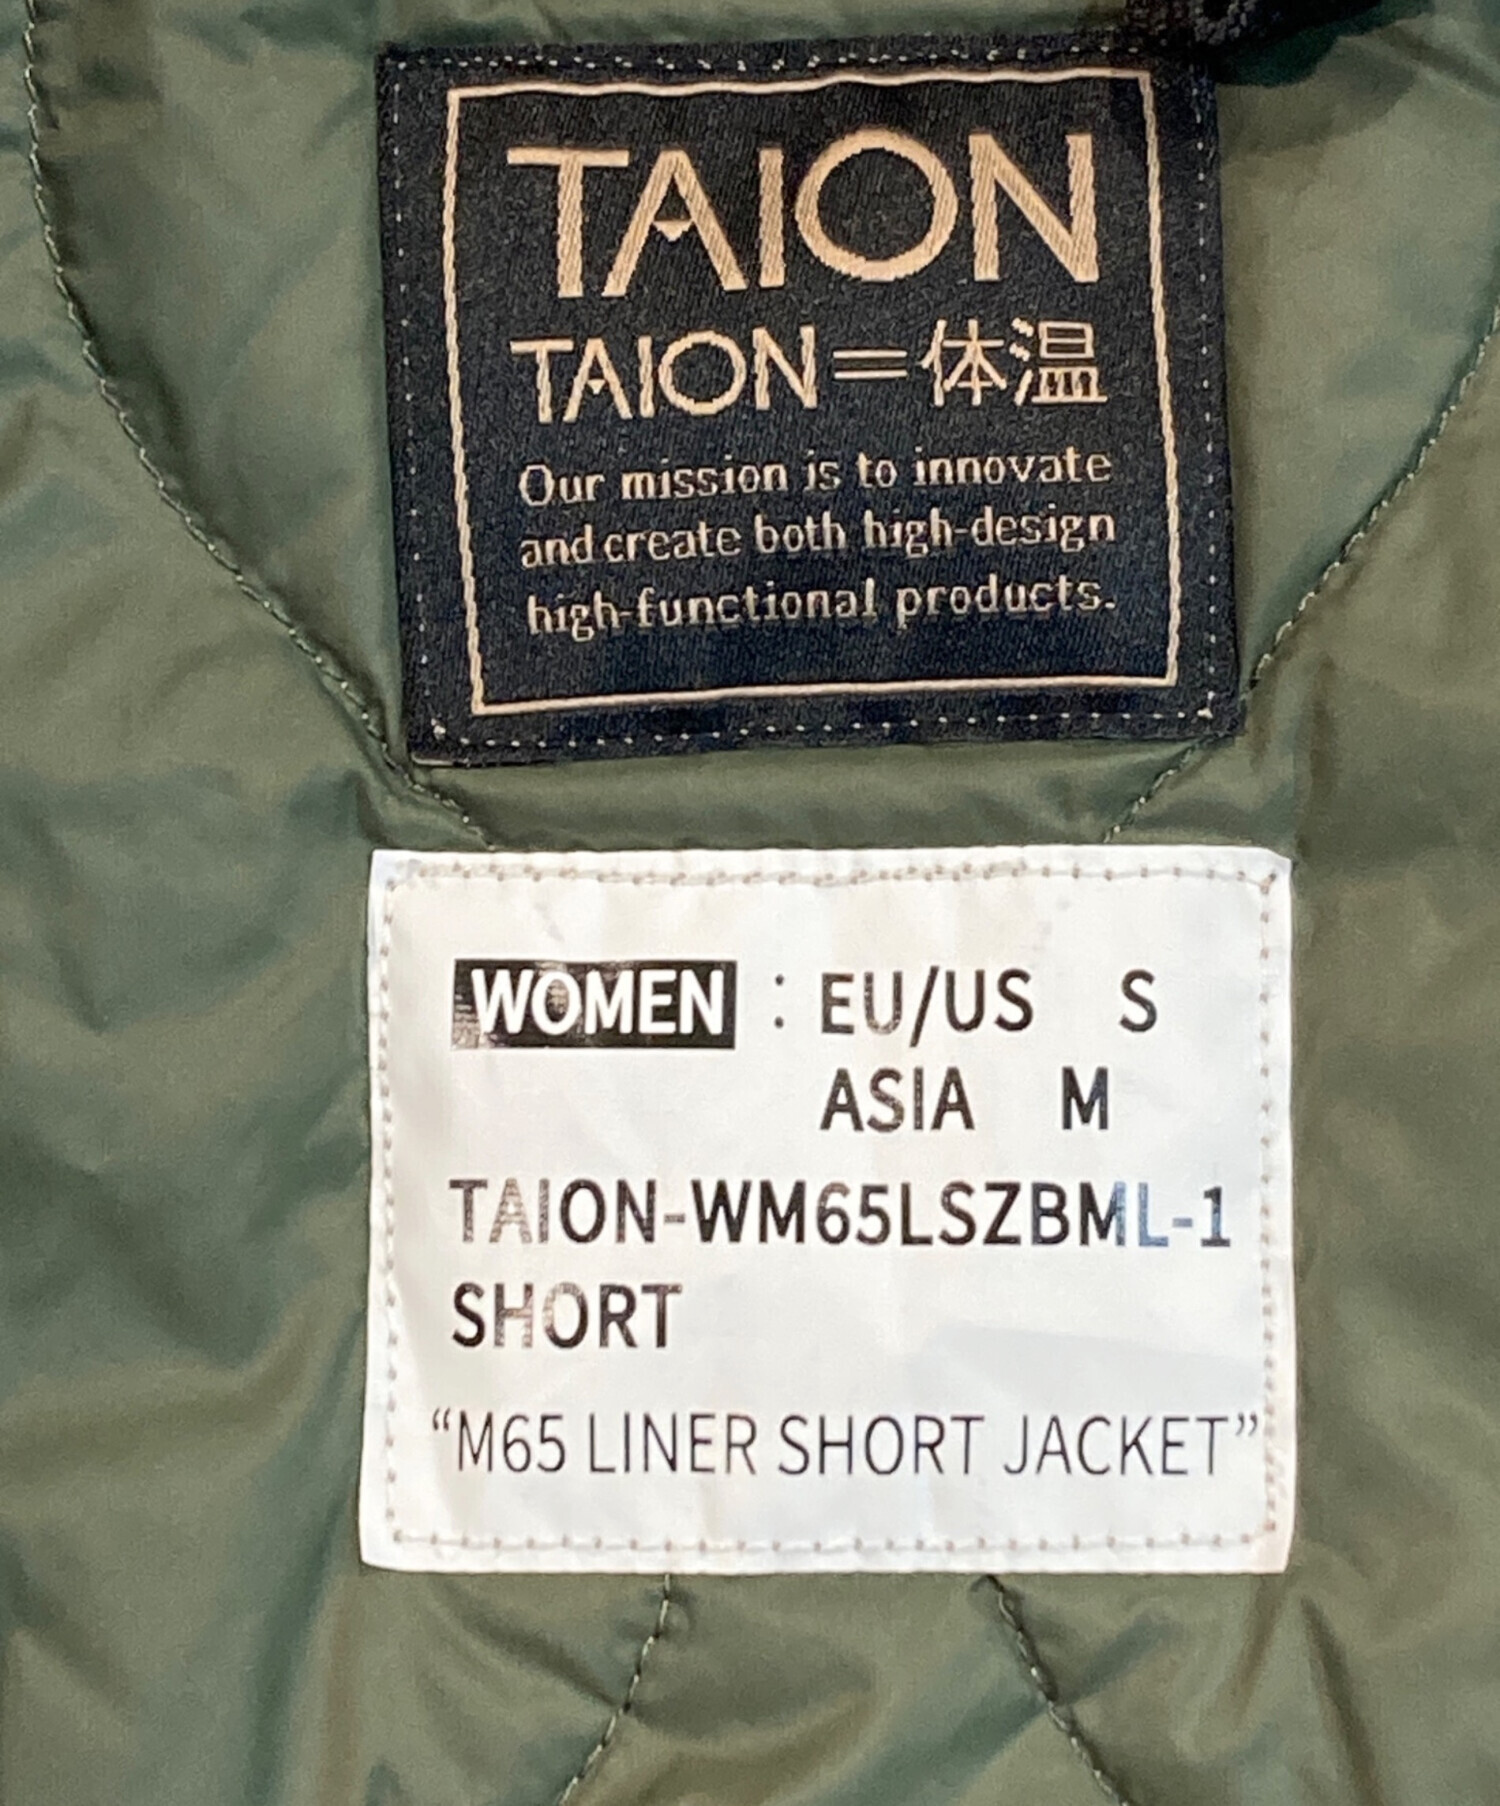 TAION
TAION=体温
Our mission is to innovate
and create both high-design
high-functional products.
WOMEN : EU/US S
ASIA M
TAION-WM65LSZBML-1
SHORT
“M65 LINER SHORT JACKET”